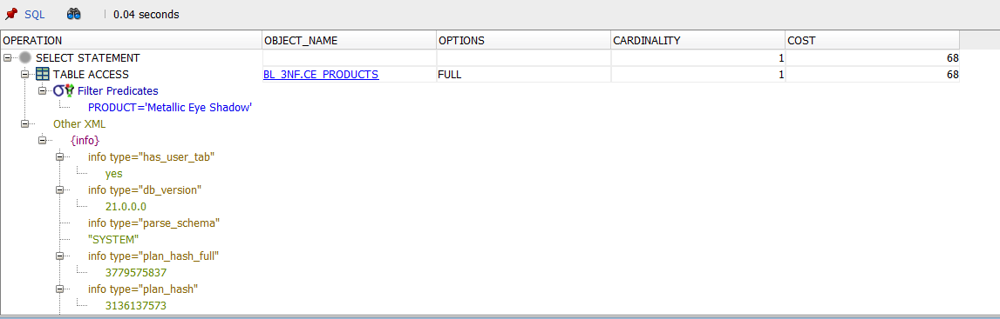 SQL 0.04 seconds
OPERATION OBJECT_NAME OPTIONS CARDINALITY COST
SELECT STATEMENT 1 68
TABLE ACCESS BL_3NF.CE_PRODUCTS FULL 1 68
Filter Predicates
PRODUCT='Metallic Eye Shadow'
Other XML
{info}
info type="has_user_tab"
yes
info type="db_version"
21.0.0.0
info type="parse_schema"
"SYSTEM"
info type="plan_hash_full"
3779575837
info type="plan_hash"
3136137573